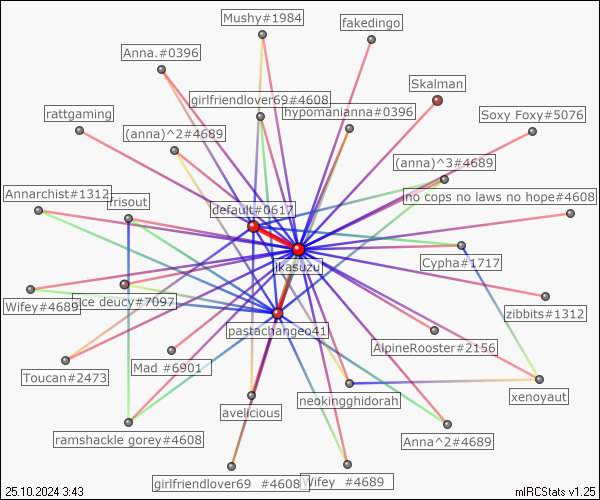 Mushy#1984
fakedingo
Anna.#0396
Skalman
girlfriendlover69#4608
hypomanianna#0396
rattgaming
Soxy Foxy#5076
(anna)^2#4689
(anna)^3#4689
Annarchist#1312
frisout
no cops no laws no hope#4608
default#0617
Cypha#1717
ikasuzu
Wifey#4689
ace deucy#7097
zibbits#1312
pastachangeo41
AlpineRooster#2156
Mad #6901
Toucan#2473
neokingghidorah
xenoyaut
avelicious
ramshackle gorey#4608
Anna^2#4689
girlfriendlover69 #4608
Wifey #4689
25.10.2024 3:43
mIRCStats v1.25